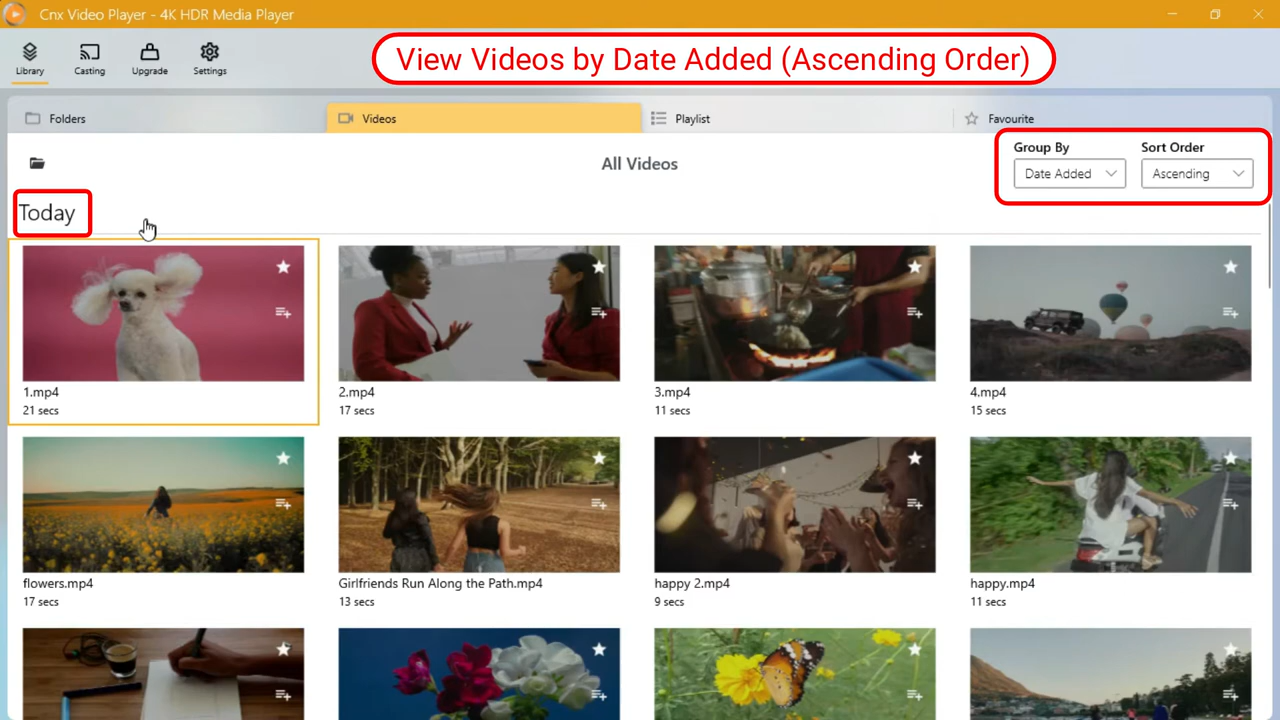 Cnx Video Player - 4K HDR Media Player
Library
Casting
Upgrade
Settings
View Videos by Date Added (Ascending Order)
Folders
Videos
Playlist
Favourite
All Videos
Group By
Sort Order
Date Added
Ascending
Today
1.mp4
21 secs
2.mp4
17 secs
3.mp4
11 secs
4.mp4
15 secs
flowers.mp4
17 secs
Girlfriends Run Along the Path.mp4
13 secs
happy 2.mp4
9 secs
happy.mp4
11 secs